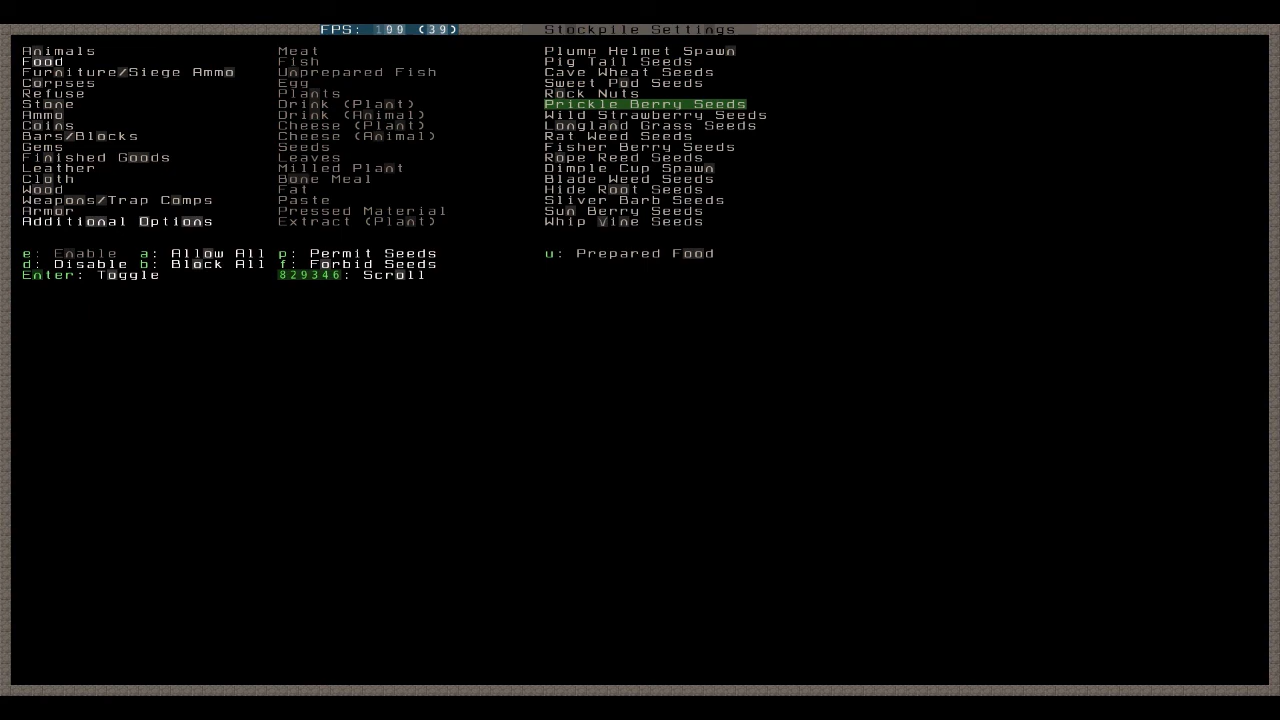 FPS: 199 (39) Stockpile Settings
Animals Meat Plump Helmet Spawn
Food Fish Pig Tail Seeds
Furniture/Siege Ammo Unprepared Fish Cave Wheat Seeds
Corpses Egg Sweet Pod Seeds
Refuse Plants Rock Nuts
Stone Drink (Plant) Prickle Berry Seeds
Ammo Drink (Animal) Wild Strawberry Seeds
Coins Cheese (Plant) Longland Grass Seeds
Bars/Blocks Cheese (Animal) Rat Weed Seeds
Gems Seeds Fisher Berry Seeds
Finished Goods Leaves Rope Reed Seeds
Leather Milled Plant Dimple Cup Spawn
Cloth Bone Meal Blade Weed Seeds
Wood Fat Hide Root Seeds
Weapons/Trap Comps Paste Sliver Barb Seeds
Armor Pressed Material Sun Berry Seeds
Additional Options Extract (Plant) Whip Vine Seeds
e: Enable a: Allow All p: Permit Seeds u: Prepared Food
d: Disable b: Block All f: Forbid Seeds
Enter: Toggle 829346: Scroll